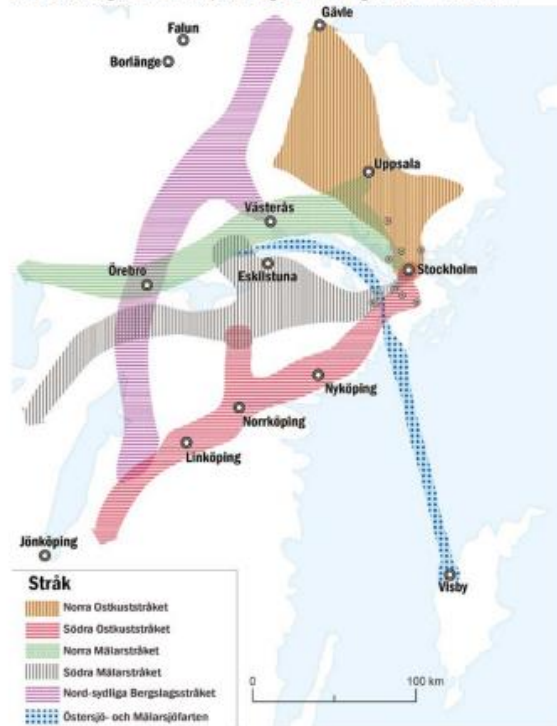 Gävle
Falun
Borlänge
Uppsala
Västerås
Örebro
Eskilstuna
Stockholm
Nyköping
Norrköping
Linköping
Jönköping
Visby
Stråk
Norra Ostkuststråket
Södra Ostkuststråket
Norra Mälarstråket
Södra Mälarstråket
Nord-sydliga Bergslagsstråket
Östersjö- och Mälarsjöfarten
0 100 km